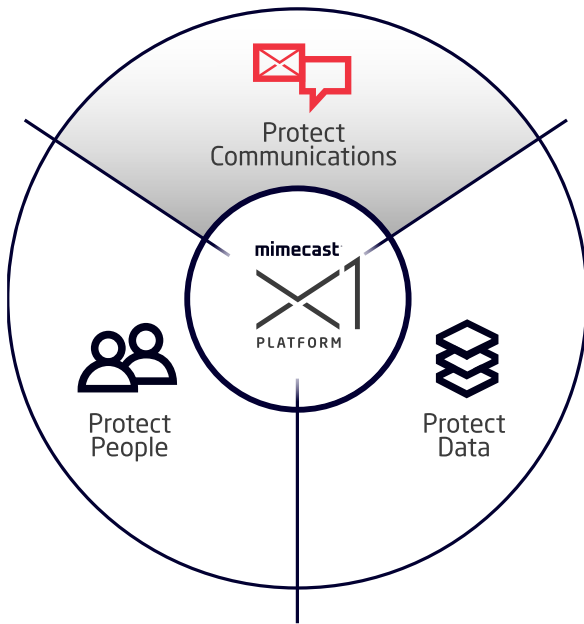 Protect
Communications
mimecast
X1
PLATFORM
Protect
People
Protect
Data